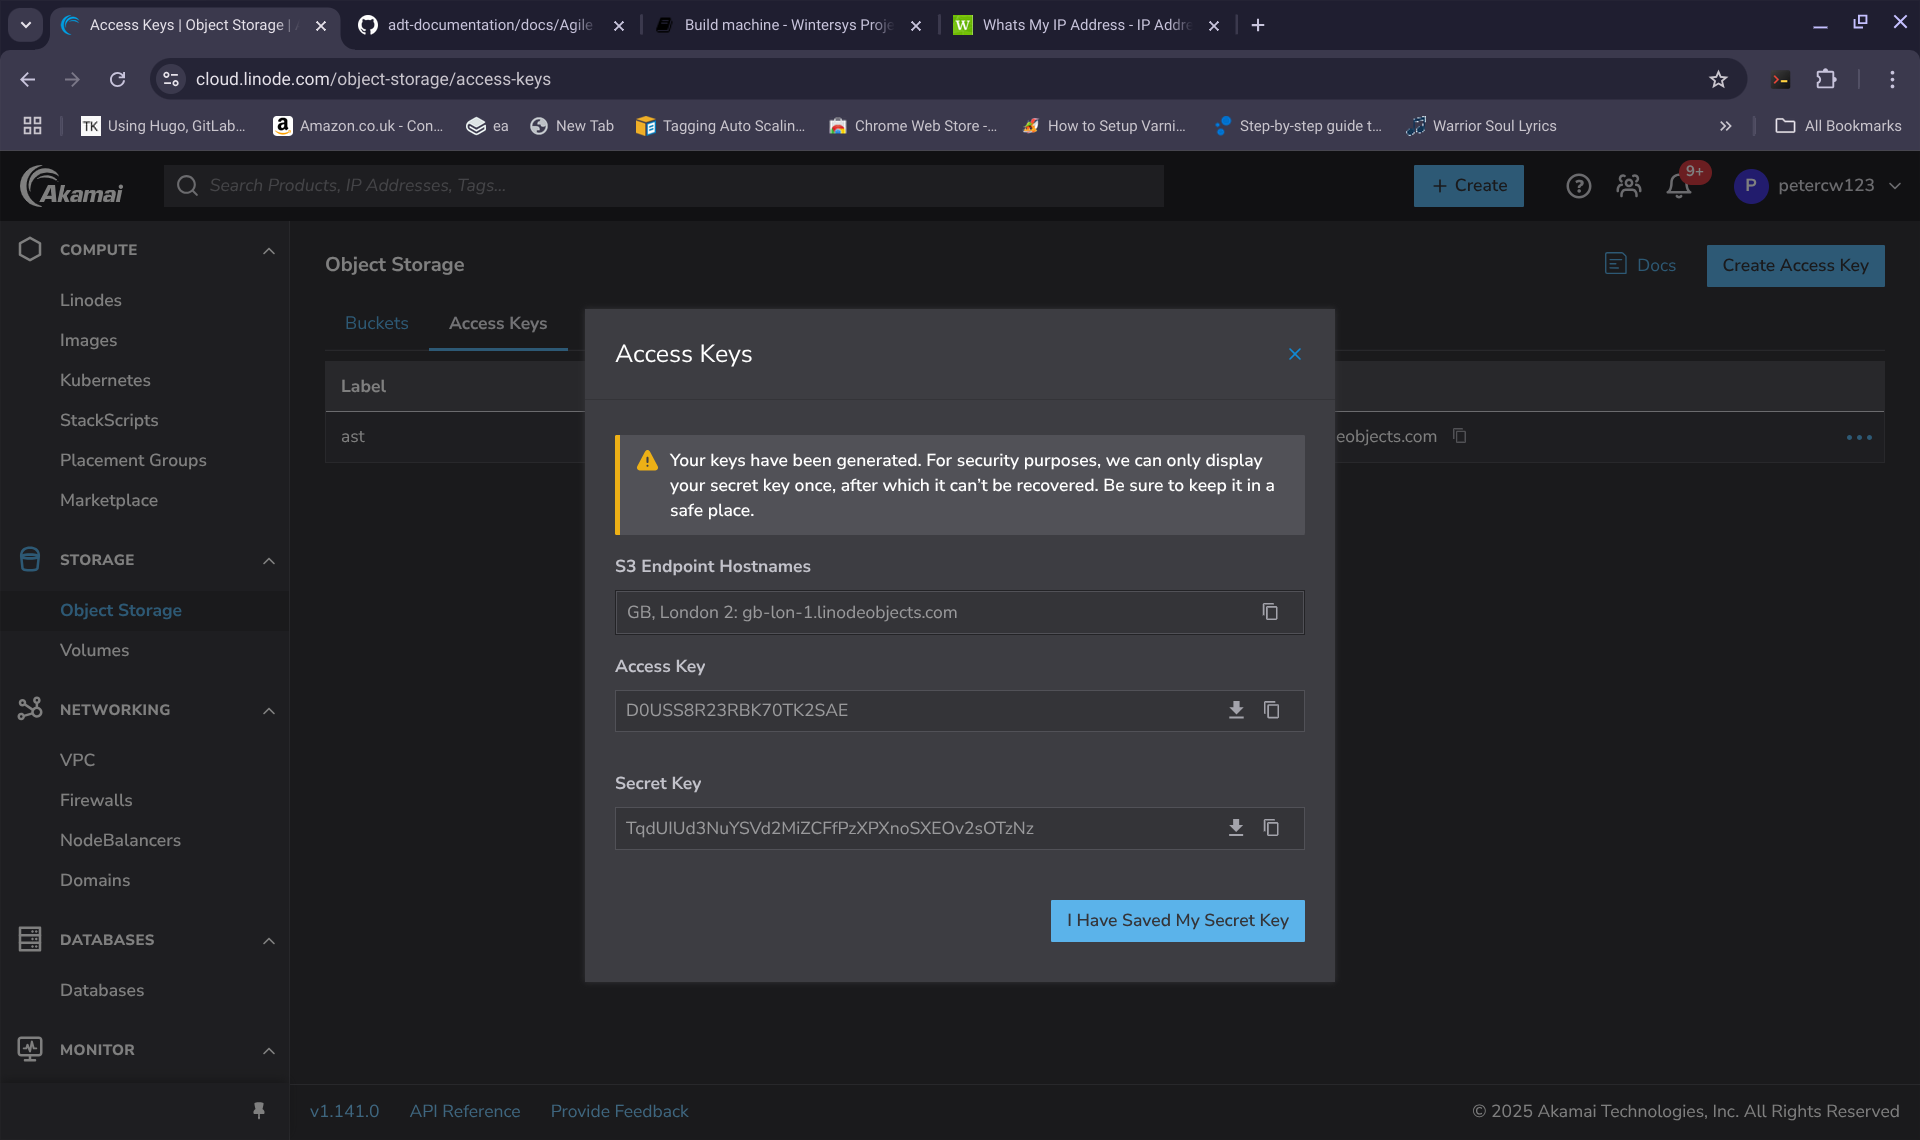 Access Keys | Object Storage |
adt-documentation/docs/Agile
Build machine - Wintersys Proje
W
Whats My IP Address - IP Addre
cloud.linode.com/object-storage/access-keys
TK Using Hugo, GitLab...
a Amazon.co.uk - Con...
ea
New Tab
Tagging Auto Scalin...
Chrome Web Store -...
How to Setup Varni...
Step-by-step guide t...
Warrior Soul Lyrics
All Bookmarks
Akamai
Search Products, IP Addresses, Tags...
+ Create
9+
P
petercw123
COMPUTE
Linodes
Images
Kubernetes
StackScripts
Placement Groups
Marketplace
STORAGE
Object Storage
Volumes
NETWORKING
VPC
Firewalls
NodeBalancers
Domains
DATABASES
Databases
MONITOR
Object Storage
Docs
Create Access Key
Buckets
Access Keys
Label
ast
eobjects.com
Access Keys
Your keys have been generated. For security purposes, we can only display
your secret key once, after which it can’t be recovered. Be sure to keep it in a
safe place.
S3 Endpoint Hostnames
GB, London 2: gb-lon-1.linodeobjects.com
Access Key
D0USS8R23RBK70TK2SAE
Secret Key
TqdUIUd3NuYSVd2MiZCFfPzXPXnoSXEOv2sOTzNz
I Have Saved My Secret Key
v1.141.0
API Reference
Provide Feedback
© 2025 Akamai Technologies, Inc. All Rights Reserved